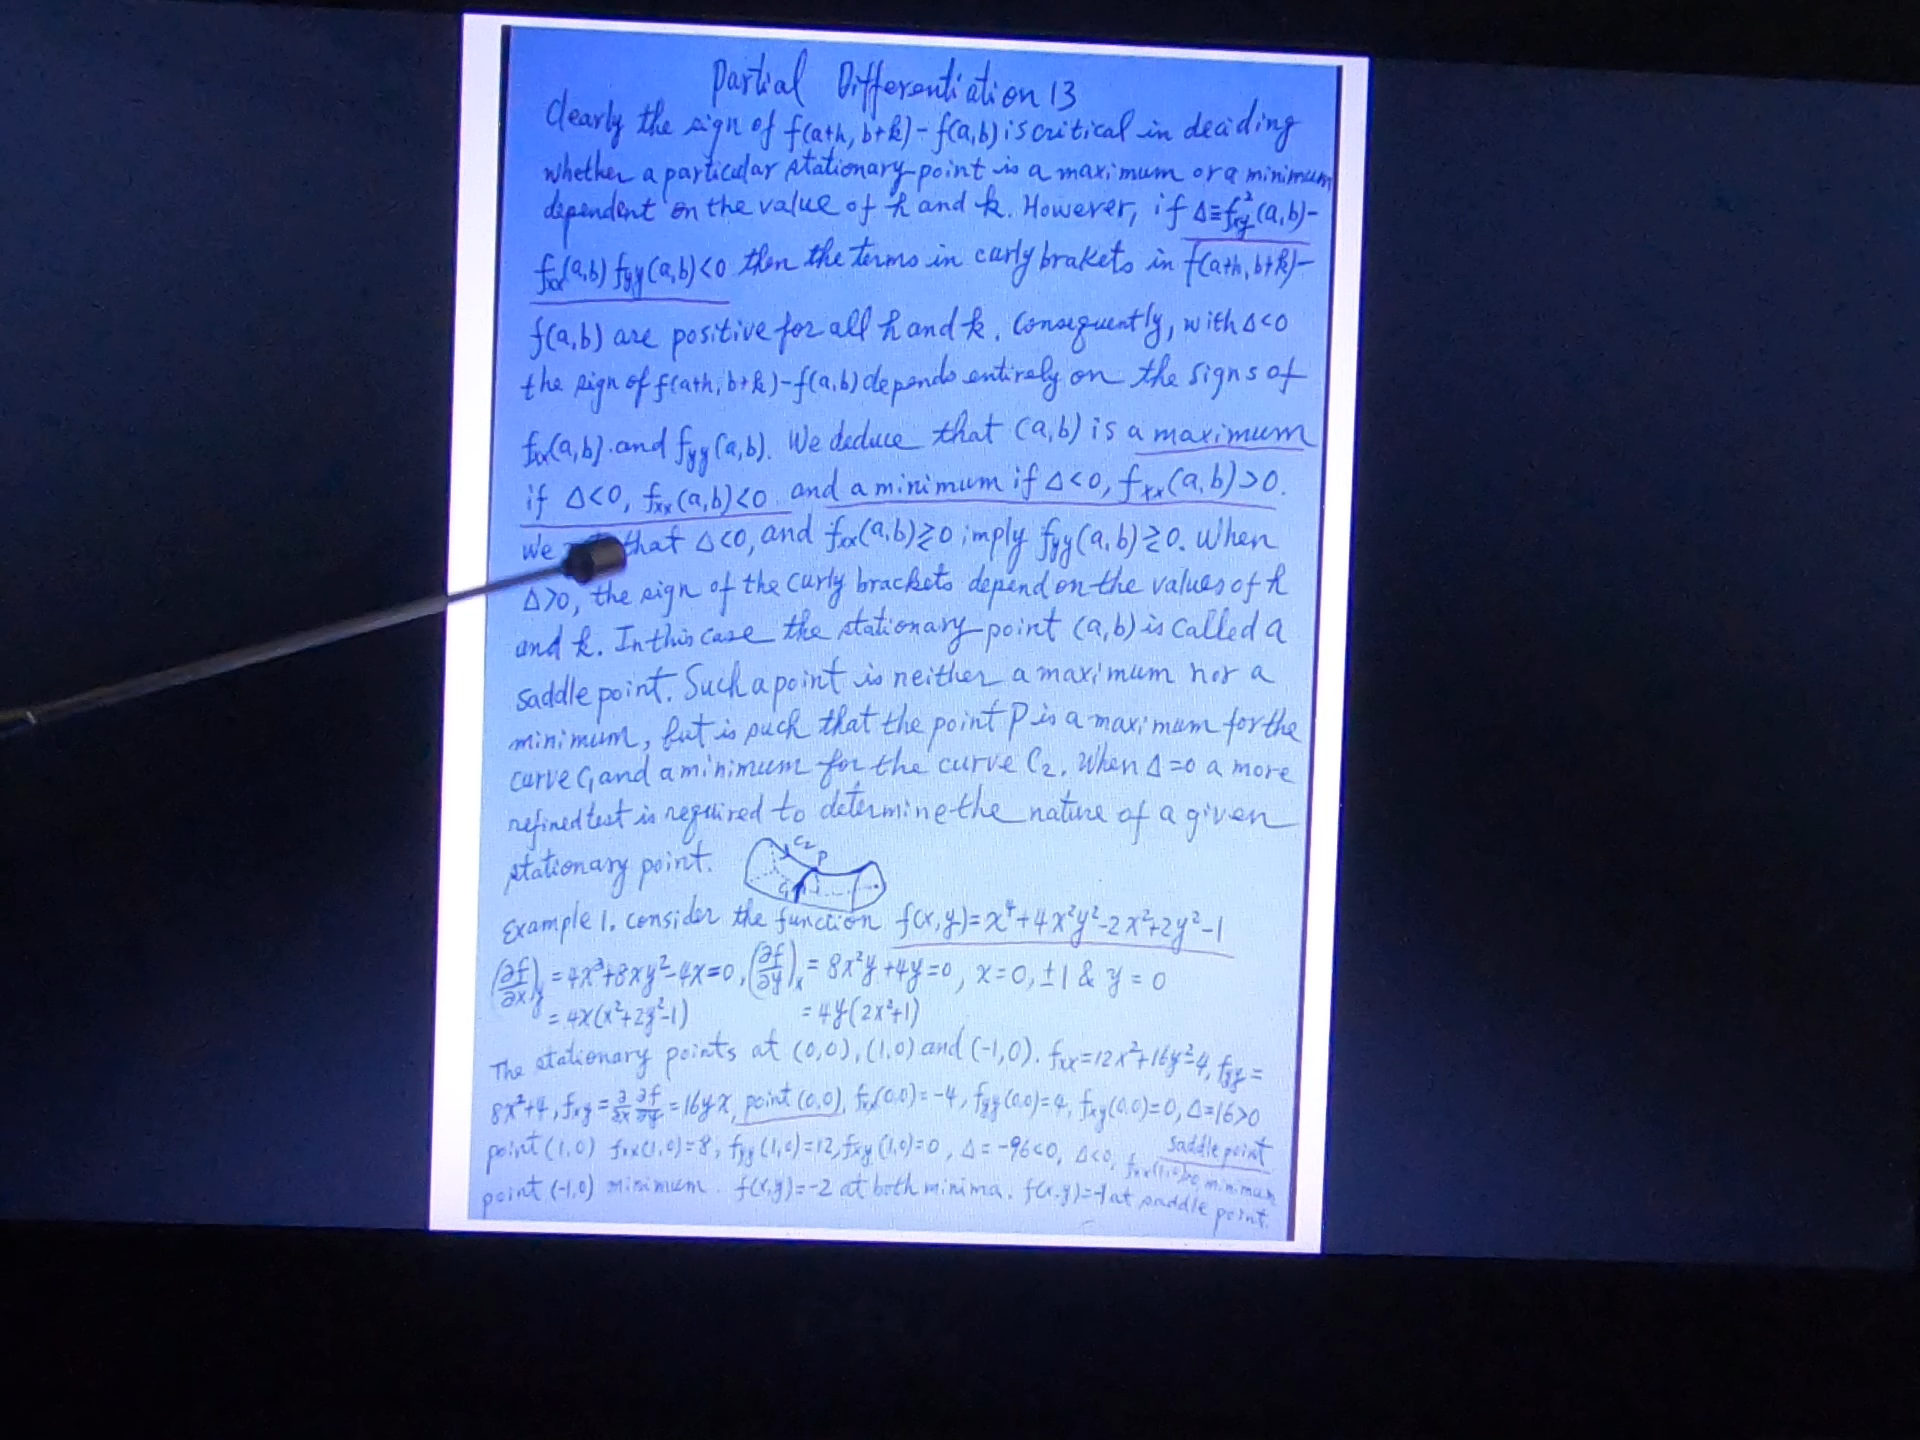 Partial Differentiation 13
Clearly the sign of f(a+h, b+k) - f(a,b) is critical in deciding
whether a particular stationary point is a maximum or a minimum
dependent on the value of h and k. However, if Δ≡f²xy(a,b)-
fxx(a,b) fyy(a,b)<0 then the terms in curly brakets in f(a+h, b+k)-
f(a,b) are positive for all h and k. Consequently, with Δ<0
the sign of f(a+h, b+k)-f(a,b) depends entirely on the signs of
fxx(a,b) and fyy(a,b). We deduce that (a,b) is a maximum
if Δ<0, fxx(a,b)<0 and a minimum if Δ<0, fxx(a,b)>0.
We that Δ<0, and fxx(a,b)≷0 imply fyy(a,b)≷0. When
Δ>0, the sign of the curly brackets depend on the values of h
and k. In this case the stationary point (a,b) is called a
saddle point. Such a point is neither a maximum nor a
minimum, but is such that the point P is a maximum for the
curve C1 and a minimum for the curve C2. When Δ=0 a more
refined test is required to determine the nature of a given
stationary point.
C2 P
C1
Example 1. Consider the function f(x,y)=x⁴+4x²y²-2x²+2y²-1
(∂f/∂x)y = 4x³+8xy²-4x=0, (∂f/∂y)x = 8x²y+4y=0, x=0, ±1 & y=0
= 4x(x²+2y²-1) = 4y(2x²+1)
The stationary points at (0,0), (1,0) and (-1,0). fxx=12x²+16y²-4, fyy=
8x²+4, fxy = ∂/∂x ∂f/∂y = 16yx, point (0,0), fxx(0,0)=-4, fyy(0,0)=4, fxy(0,0)=0, Δ=16>0
saddle point
point (1,0) fxx(1,0)=8, fyy(1,0)=12, fxy(1,0)=0, Δ=-96<0, Δ<0, fxx(1,0)>0 minimum
point (-1,0) minimum. f(x,y)=-2 at both minima. f(x,y)=-1 at saddle point.